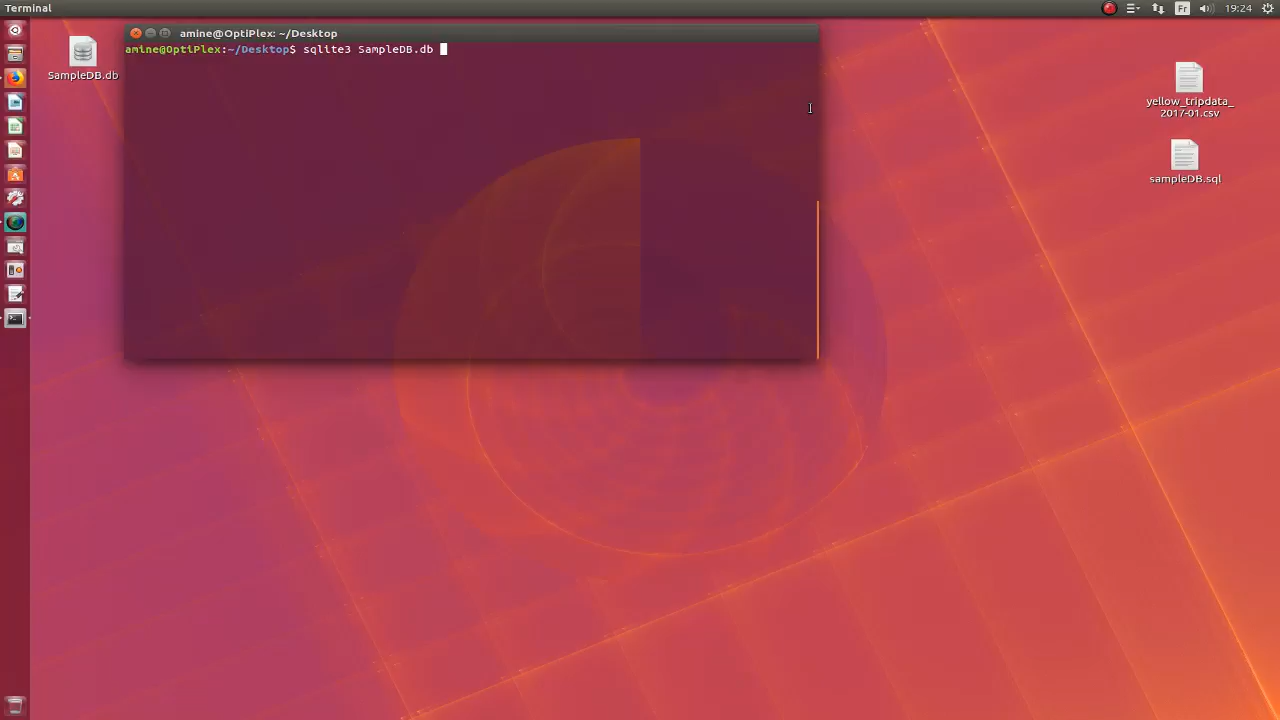 Terminal
Fr
19:24
amine@OptiPlex: ~/Desktop
amine@OptiPlex:~/Desktop$ sqlite3 SampleDB.db
SampleDB.db
yellow_tripdata_
2017-01.csv
sampleDB.sql